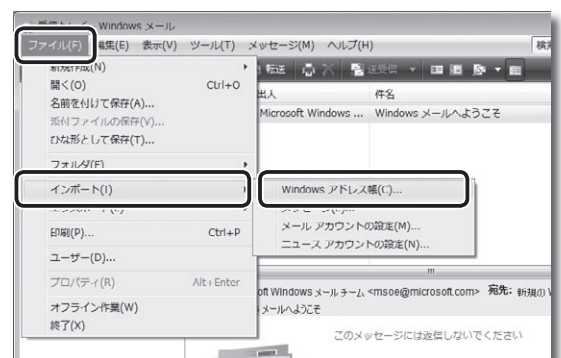 受信トレイ - Windows メール
ファイル(F) 編集(E) 表示(V) ツール(T) メッセージ(M) ヘルプ(H)
検索
転送 送受信
新規作成(N)
開く(O) Ctrl+O
名前を付けて保存(A)...
添付ファイルの保存(V)...
ひな形として保存(T)...
フォルダ(F)
インポート(I)
印刷(P)... Ctrl+P
ユーザー(D)...
プロパティ(R) Alt+Enter
オフライン作業(W)
終了(X)
出人 件名
Microsoft Windows ... Windows メールへようこそ
Windows アドレス帳(C)...
メール アカウントの設定(M)...
ニュース アカウントの設定(N)...
oft Windows メール チーム <msoe@microsoft.com> 宛先: 新規の
メールへようこそ
このメッセージには返信しないでください